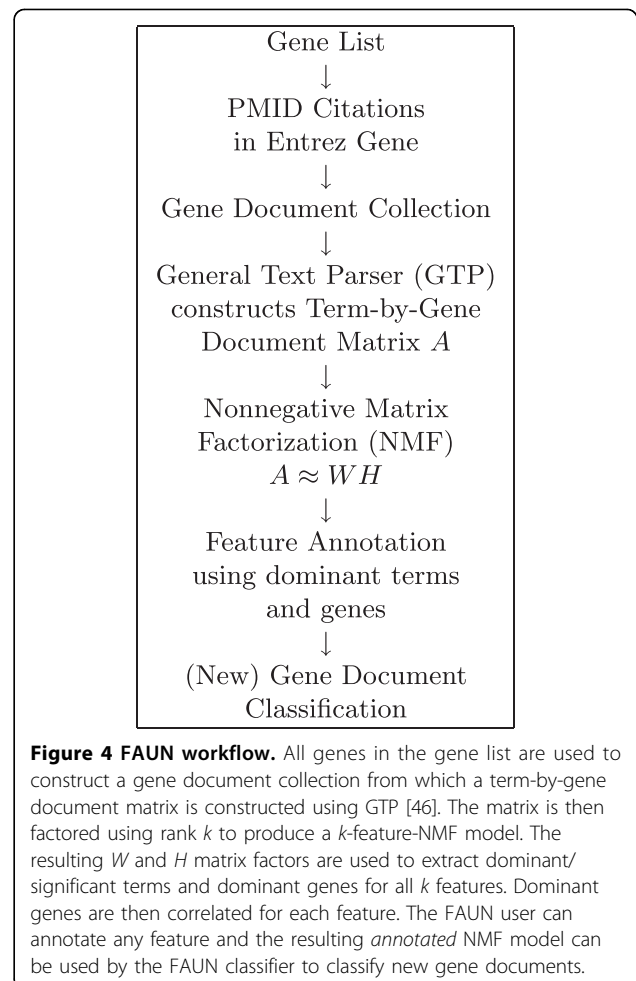 Gene List
↓
PMID Citations
in Entrez Gene
↓
Gene Document Collection
↓
General Text Parser (GTP)
constructs Term-by-Gene
Document Matrix A
↓
Nonnegative Matrix
Factorization (NMF)
A ≈ WH
↓
Feature Annotation
using dominant terms
and genes
↓
(New) Gene Document
Classification
Figure 4 FAUN workflow. All genes in the gene list are used to
construct a gene document collection from which a term-by-gene
document matrix is constructed using GTP [46]. The matrix is then
factored using rank k to produce a k-feature-NMF model. The
resulting W and H matrix factors are used to extract dominant/
significant terms and dominant genes for all k features. Dominant
genes are then correlated for each feature. The FAUN user can
annotate any feature and the resulting annotated NMF model can
be used by the FAUN classifier to classify new gene documents.